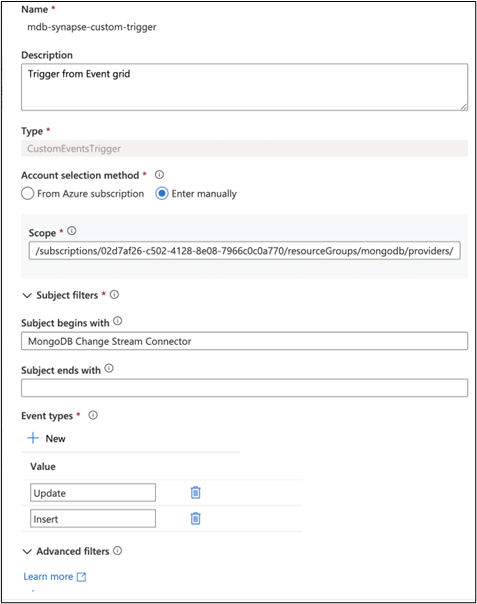 Name *
mdb-synapse-custom-trigger
Description
Trigger from Event grid
Type *
CustomEventsTrigger
Account selection method *
From Azure subscription Enter manually
Scope *
/subscriptions/02d7af26-c502-4128-8e08-7966c0c0a770/resourceGroups/mongodb/providers/
Subject filters *
Subject begins with
MongoDB Change Stream Connector
Subject ends with
Event types *
New
Value
Update
Insert
Advanced filters
Learn more